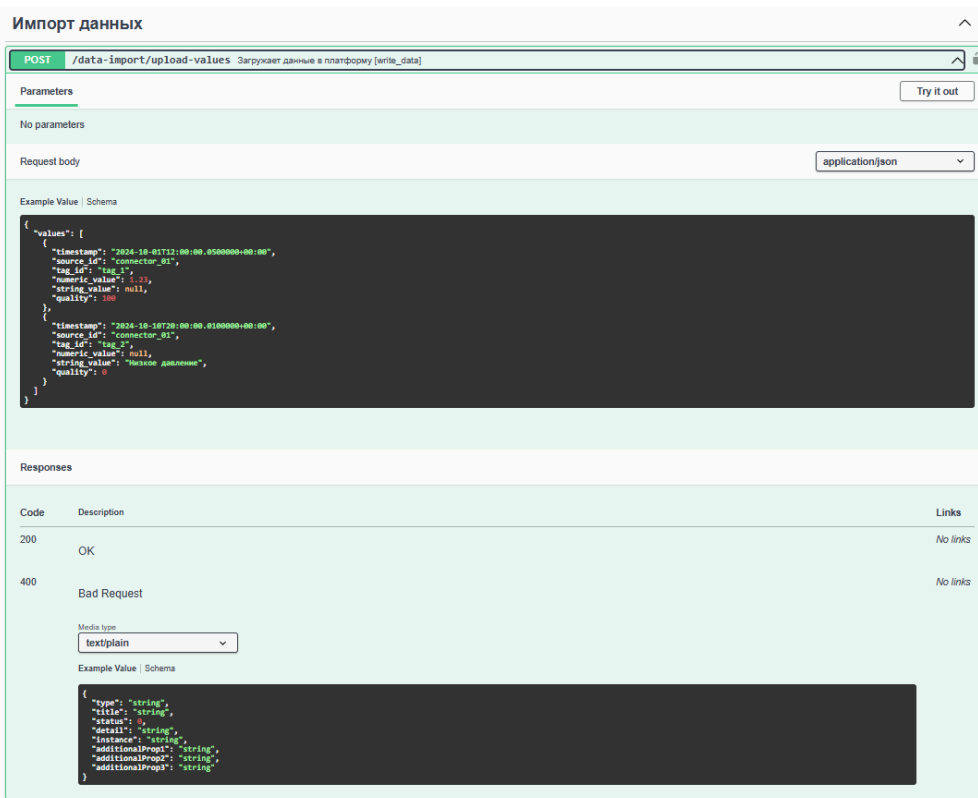 Импорт данных
POST /data-import/upload-values Загружает данные в платформу [write_data]
Parameters
Try it out
No parameters
Request body
application/json
Example Value | Schema
{
"values": [
{
"timestamp": "2024-10-01T12:00:00.0500000+00:00",
"source_id": "connector_01",
"tag_id": "tag_1",
"numeric_value": 1.23,
"string_value": null,
"quality": 100
},
{
"timestamp": "2024-10-10T20:00:00.0100000+00:00",
"source_id": "connector_01",
"tag_id": "tag_2",
"numeric_value": null,
"string_value": "Низкое давление",
"quality": 0
}
]
}
Responses
Code Description Links
200 OK No links
400 Bad Request No links
Media type
text/plain
Example Value | Schema
{
"type": "string",
"title": "string",
"status": 0,
"detail": "string",
"instance": "string",
"additionalProp1": "string",
"additionalProp2": "string",
"additionalProp3": "string"
}